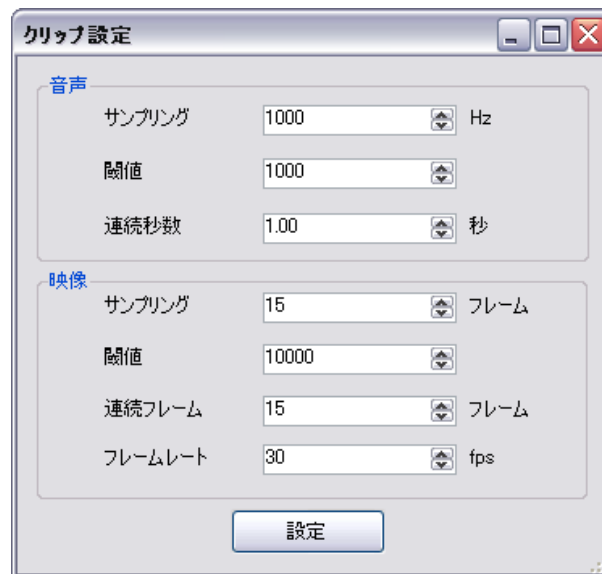 クリップ設定
音声
サンプリング 1000 Hz
閾値 1000
連続秒数 1.00 秒
映像
サンプリング 15 フレーム
閾値 10000
連続フレーム 15 フレーム
フレームレート 30 fps
設定